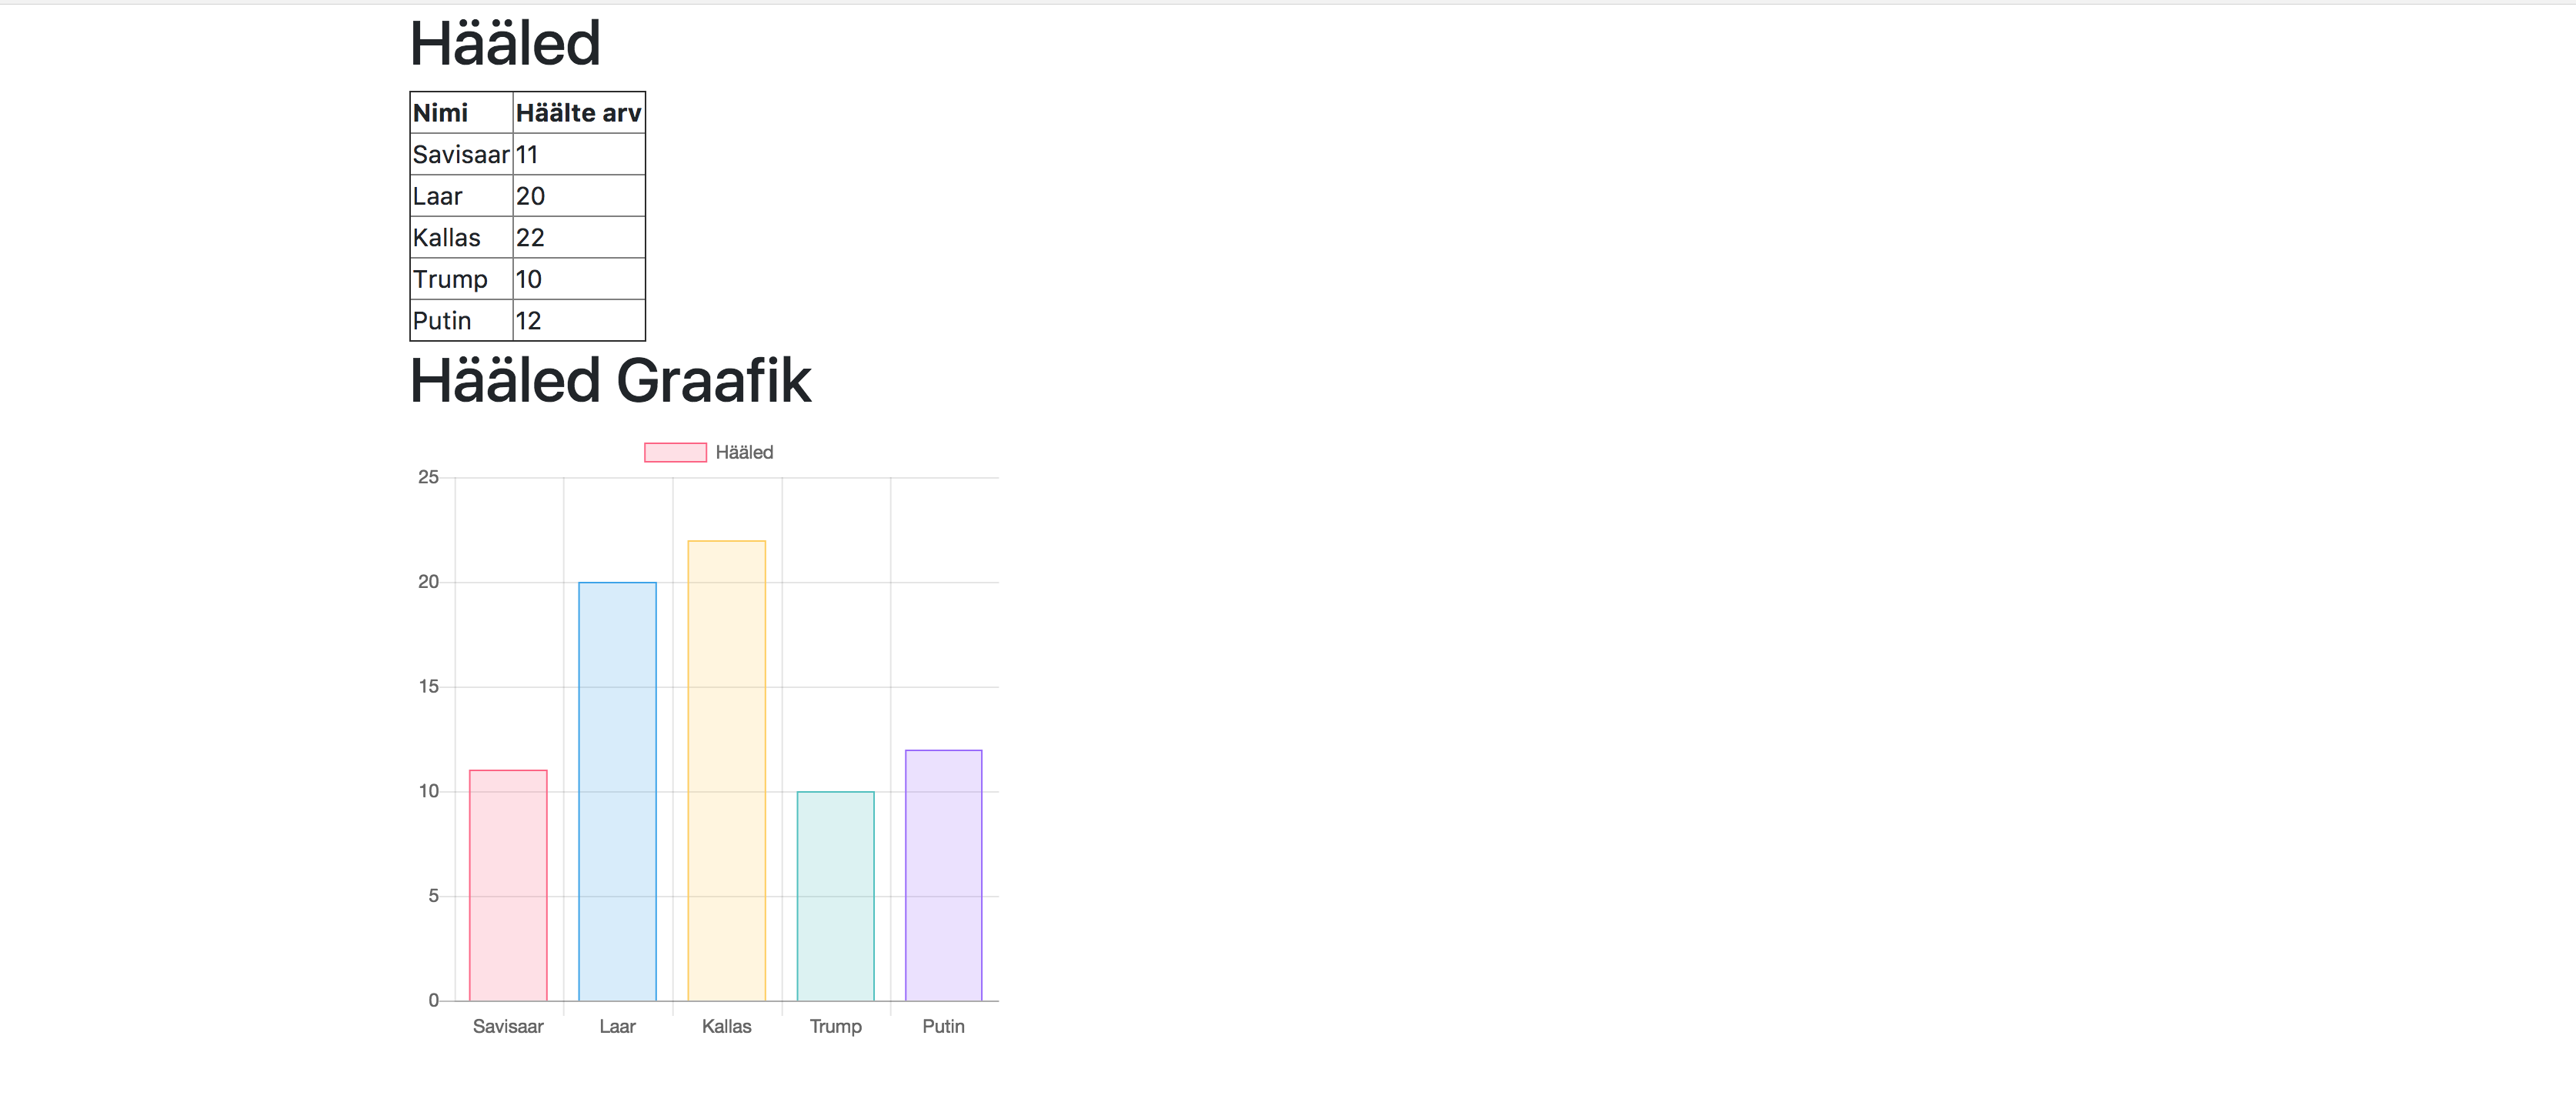 Hääled
Nimi Häälte arv
Savisaar 11
Laar 20
Kallas 22
Trump 10
Putin 12
Hääled Graafik
Hääled
25
20
15
10
5
0
Savisaar Laar Kallas Trump Putin